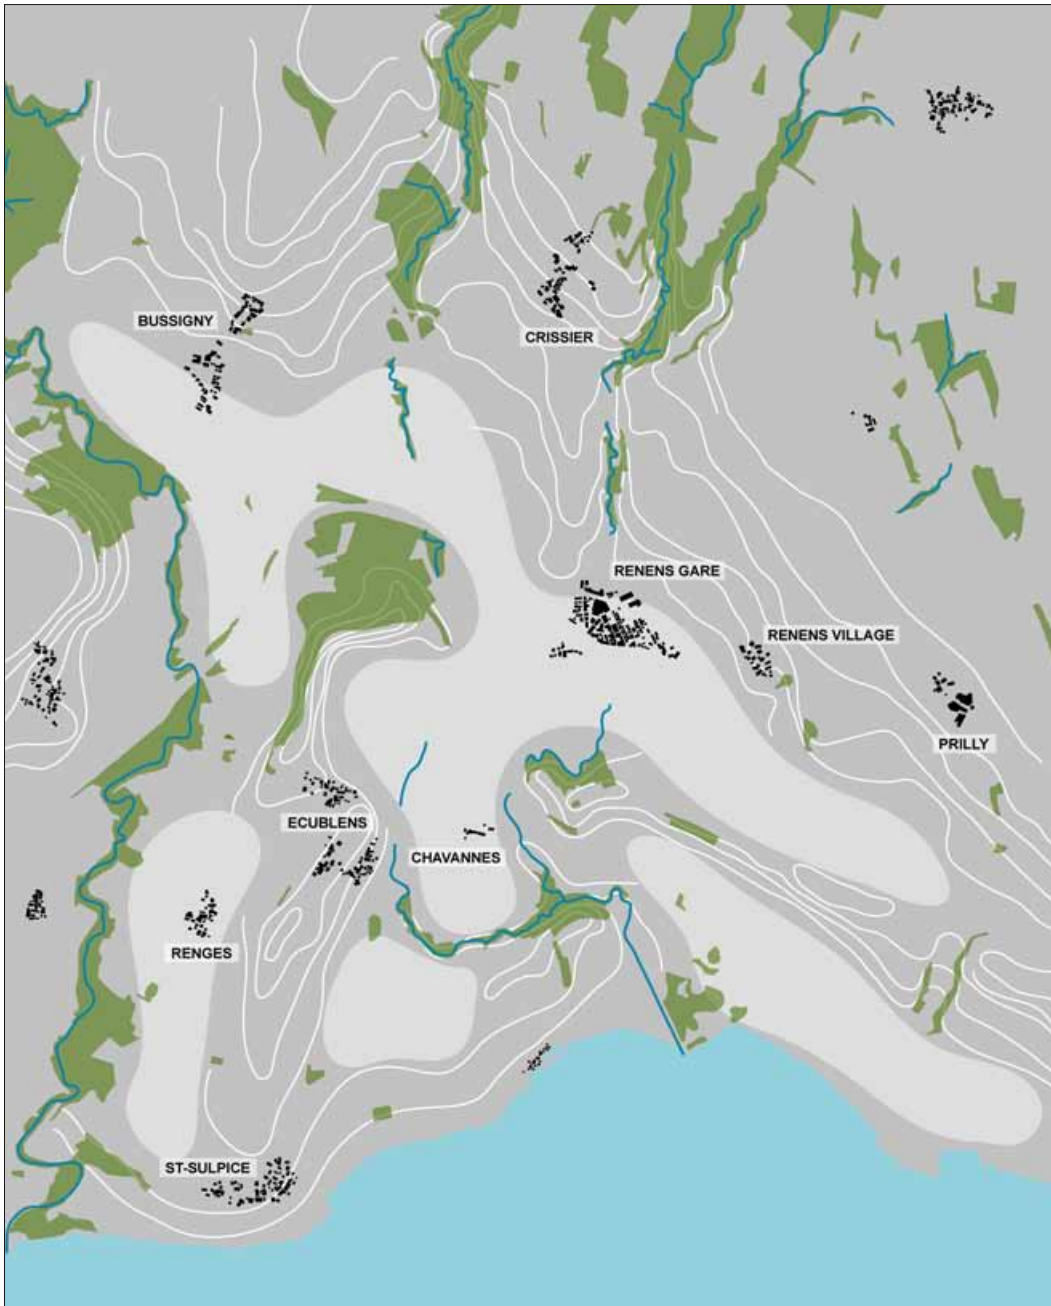 BUSSIGNY
CRISSIER
RENENS GARE
RENENS VILLAGE
PRILLY
ECUBLENS
CHAVANNES
RENGES
ST-SULPICE